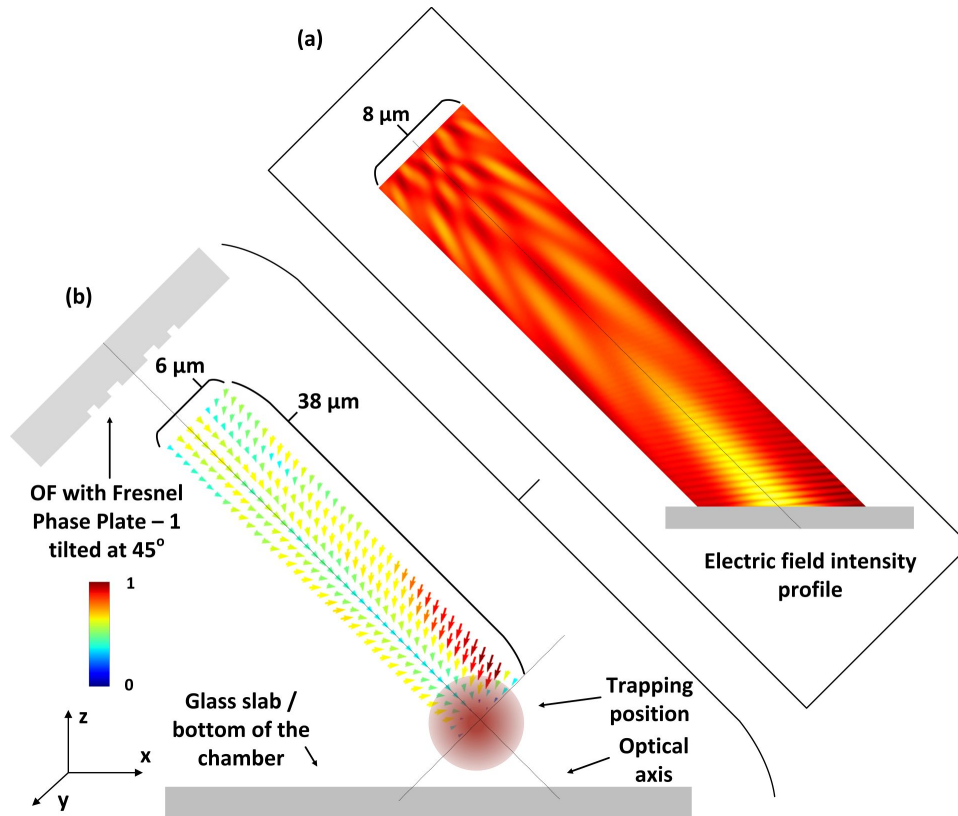 (a)
8 µm
Electric field intensity
profile
(b)
6 µm
38 µm
OF with Fresnel
Phase Plate – 1
tilted at 45°
1
0
Glass slab /
bottom of the
chamber
Trapping
position
Optical
axis
z
x
y